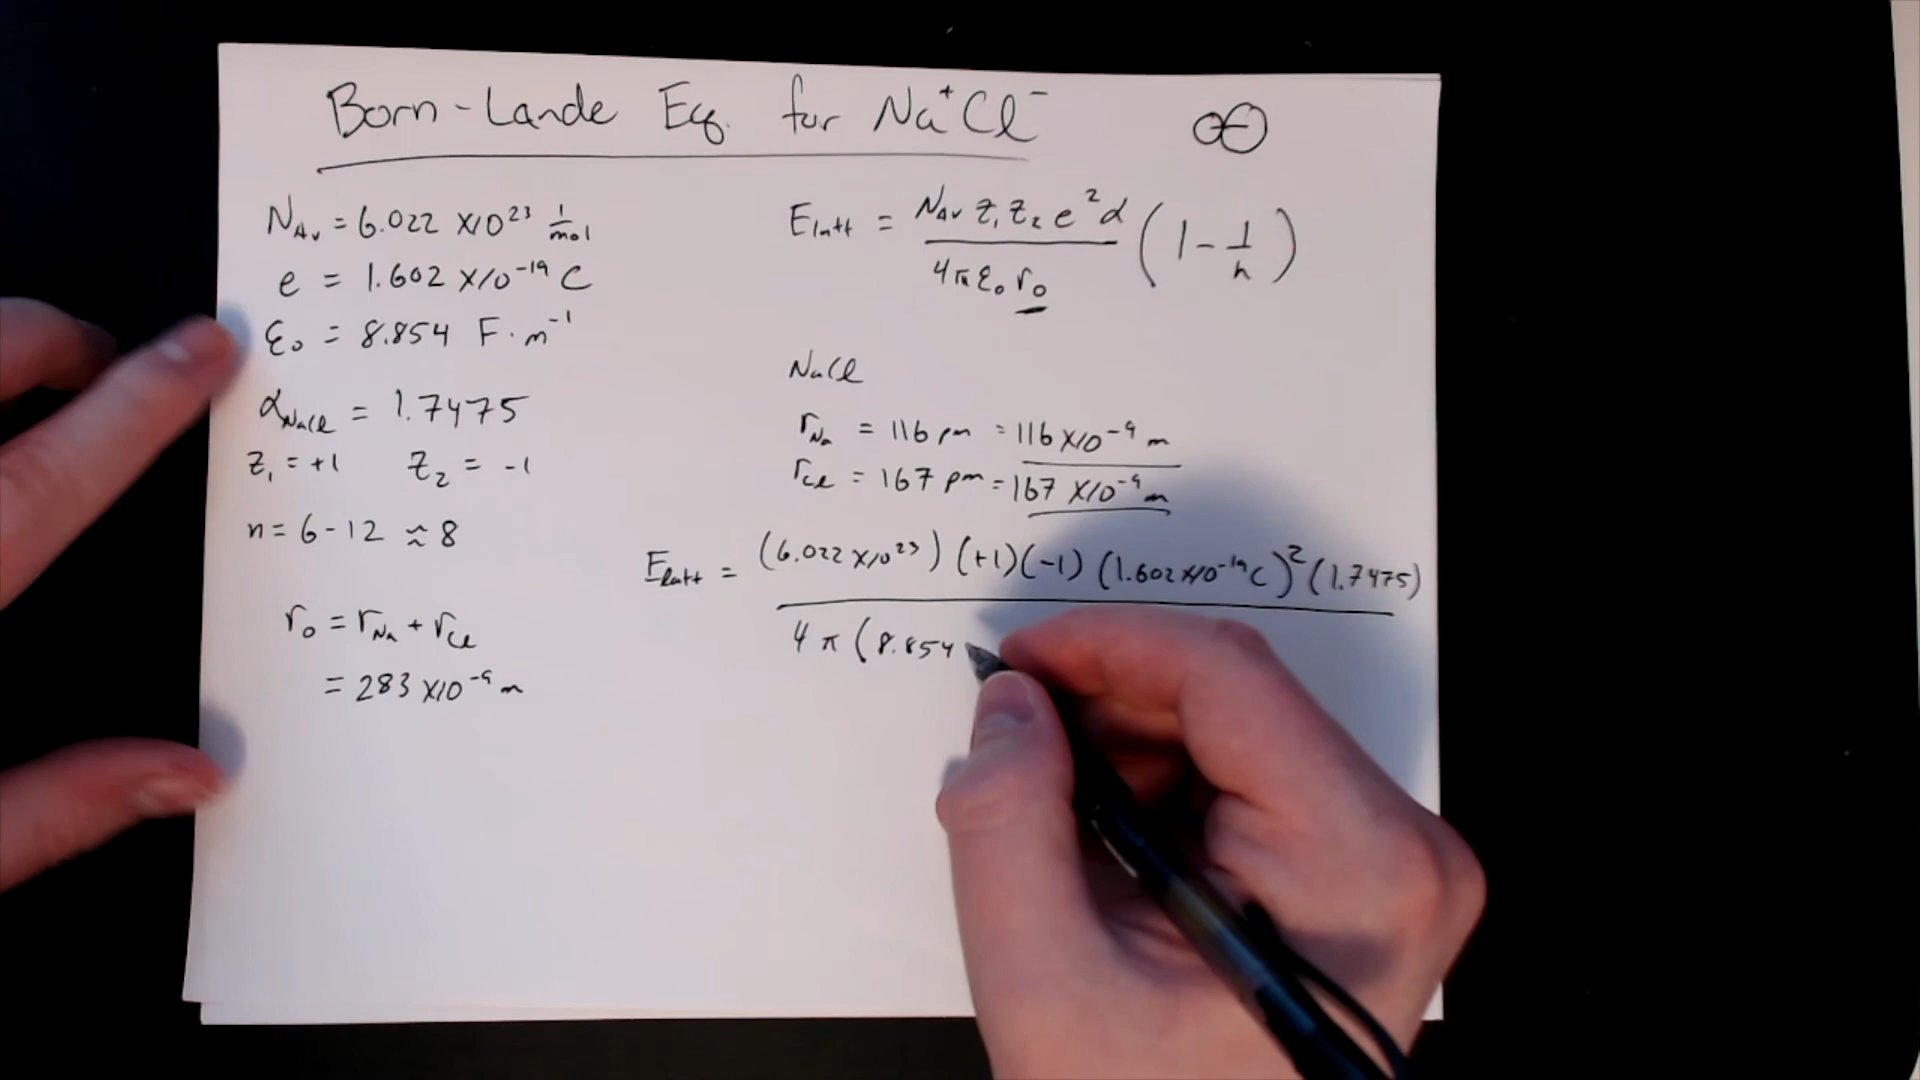 Born-Lande Eq. for Na⁺Cl⁻
N_Av = 6.022 x10²³ 1/mol
e = 1.602 x10⁻¹⁹ C
ε₀ = 8.854 F·m⁻¹
α_NaCl = 1.7475
z₁ = +1 z₂ = -1
n = 6-12 ≈ 8
r₀ = r_Na + r_Cl
= 283 x10⁻⁹ m
E_latt = N_Av z₁ z₂ e² α / 4π ε₀ r₀ (1 - 1/n)
NaCl
r_Na = 116 pm = 116 x10⁻⁹ m
r_Cl = 167 pm = 167 x10⁻⁹ m
E_latt = (6.022 x10²³) (+1)(-1) (1.602 x10⁻¹⁹ C)² (1.7475)
4 π (8.854